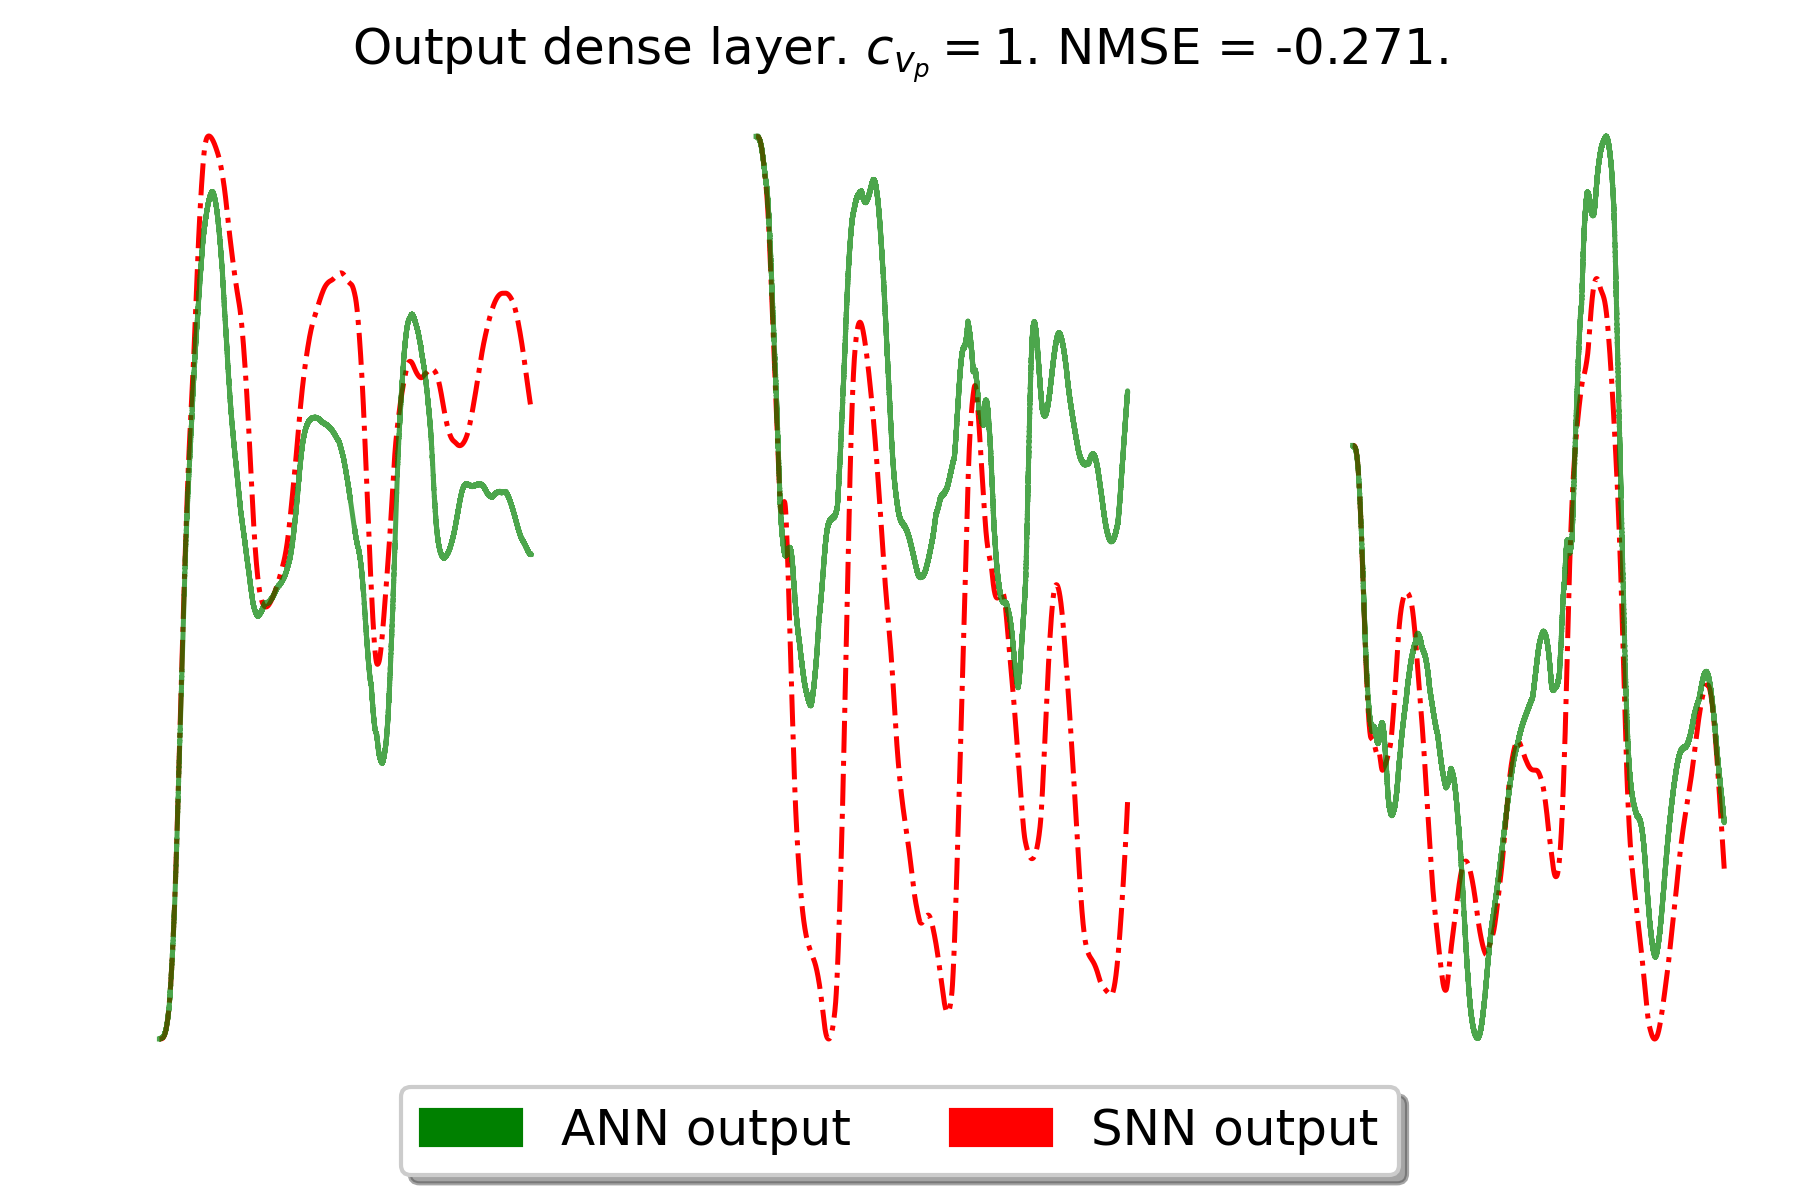 Output dense layer. $c_{v_p} = 1$. NMSE = -0.271.
ANN output
SNN output